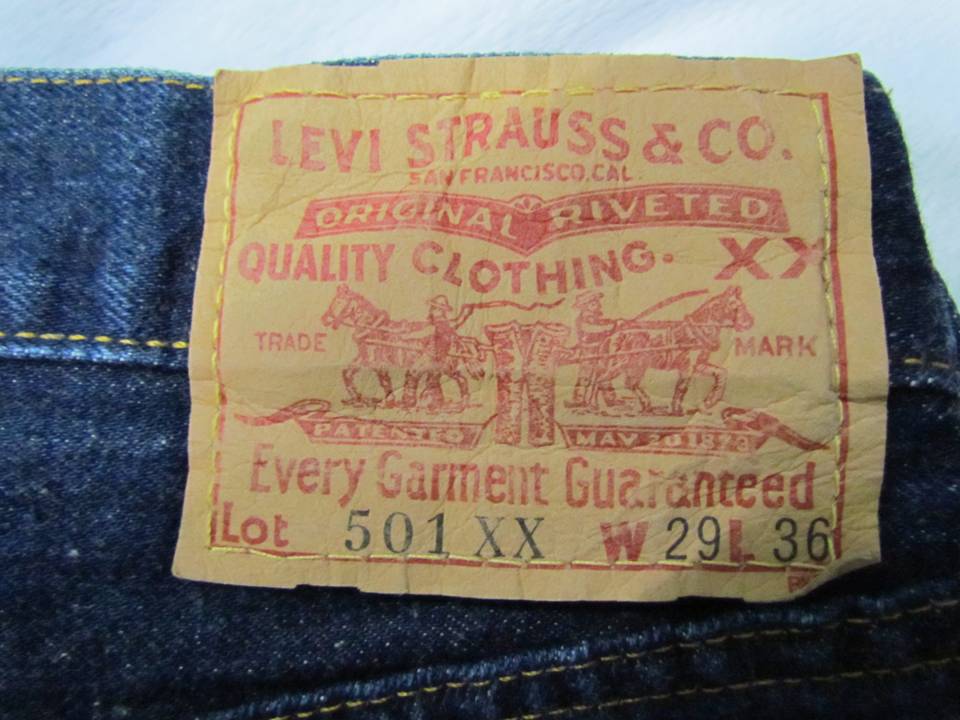 LEVI STRAUSS & CO.
SAN FRANCISCO, CAL.
ORIGINAL RIVETED
QUALITY CLOTHING. XX
TRADE MARK
PATENTED MAY 20 1873
Every Garment Guaranteed
Lot 501 XX W 29 L 36